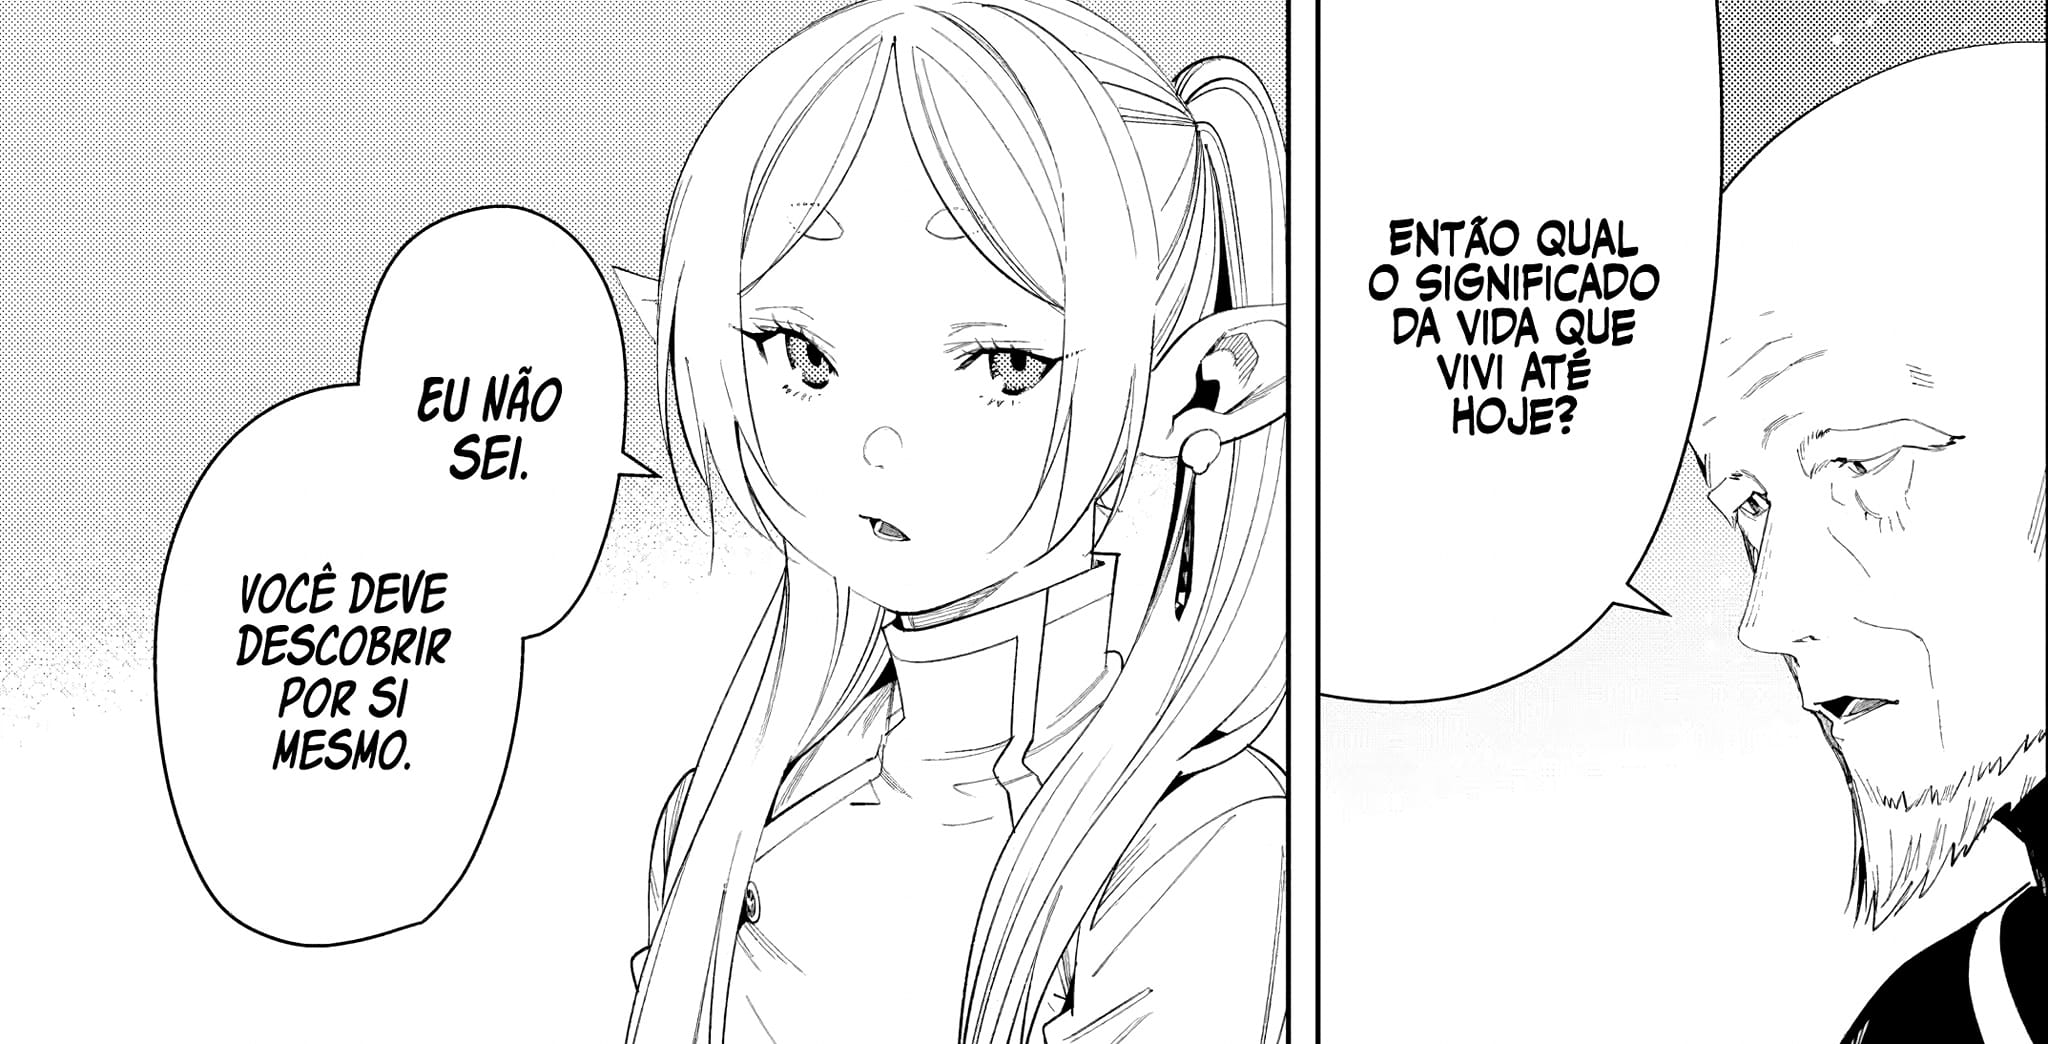 ENTÃO QUAL
O SIGNIFICADO
DA VIDA QUE
VIVI ATÉ
HOJE?
EU NÃO
SEI.
VOCÊ DEVE
DESCOBRIR
POR SI
MESMO.